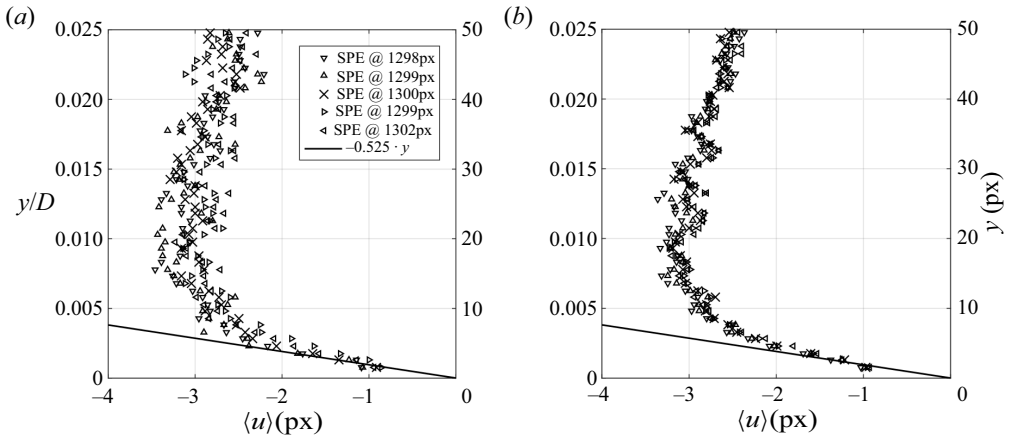 (a)
0.025
0.020
0.015
y/D
0.010
0.005
0
50
40
30
20
10
0
SPE @ 1298px
SPE @ 1299px
SPE @ 1300px
SPE @ 1299px
SPE @ 1302px
−0.525 · y
−4 −3 −2 −1 0
⟨u⟩(px)
(b)
0.025
0.020
0.015
0.010
0.005
0
50
40
30
y (px)
20
10
0
−4 −3 −2 −1 0
⟨u⟩(px)